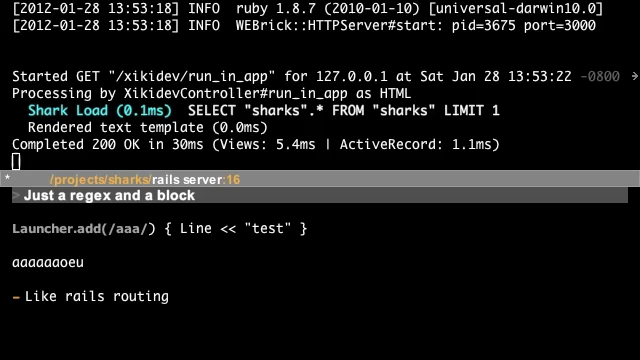 [2012-01-28 13:53:18] INFO  ruby 1.8.7 (2010-01-10) [universal-darwin10.0]
[2012-01-28 13:53:18] INFO  WEBrick::HTTPServer#start: pid=3675 port=3000
Started GET "/xikidev/run_in_app" for 127.0.0.1 at Sat Jan 28 13:53:22 -0800
Processing by XikidevController#run_in_app as HTML
Shark Load (0.1ms)  SELECT "sharks".* FROM "sharks" LIMIT 1
Rendered text template (0.0ms)
Completed 200 OK in 30ms (Views: 5.4ms | ActiveRecord: 1.1ms)
* /projects/sharks/rails server:16
> Just a regex and a block
Launcher.add(/aaa/) { Line << "test" }
aaaaaaoeu
- Like rails routing